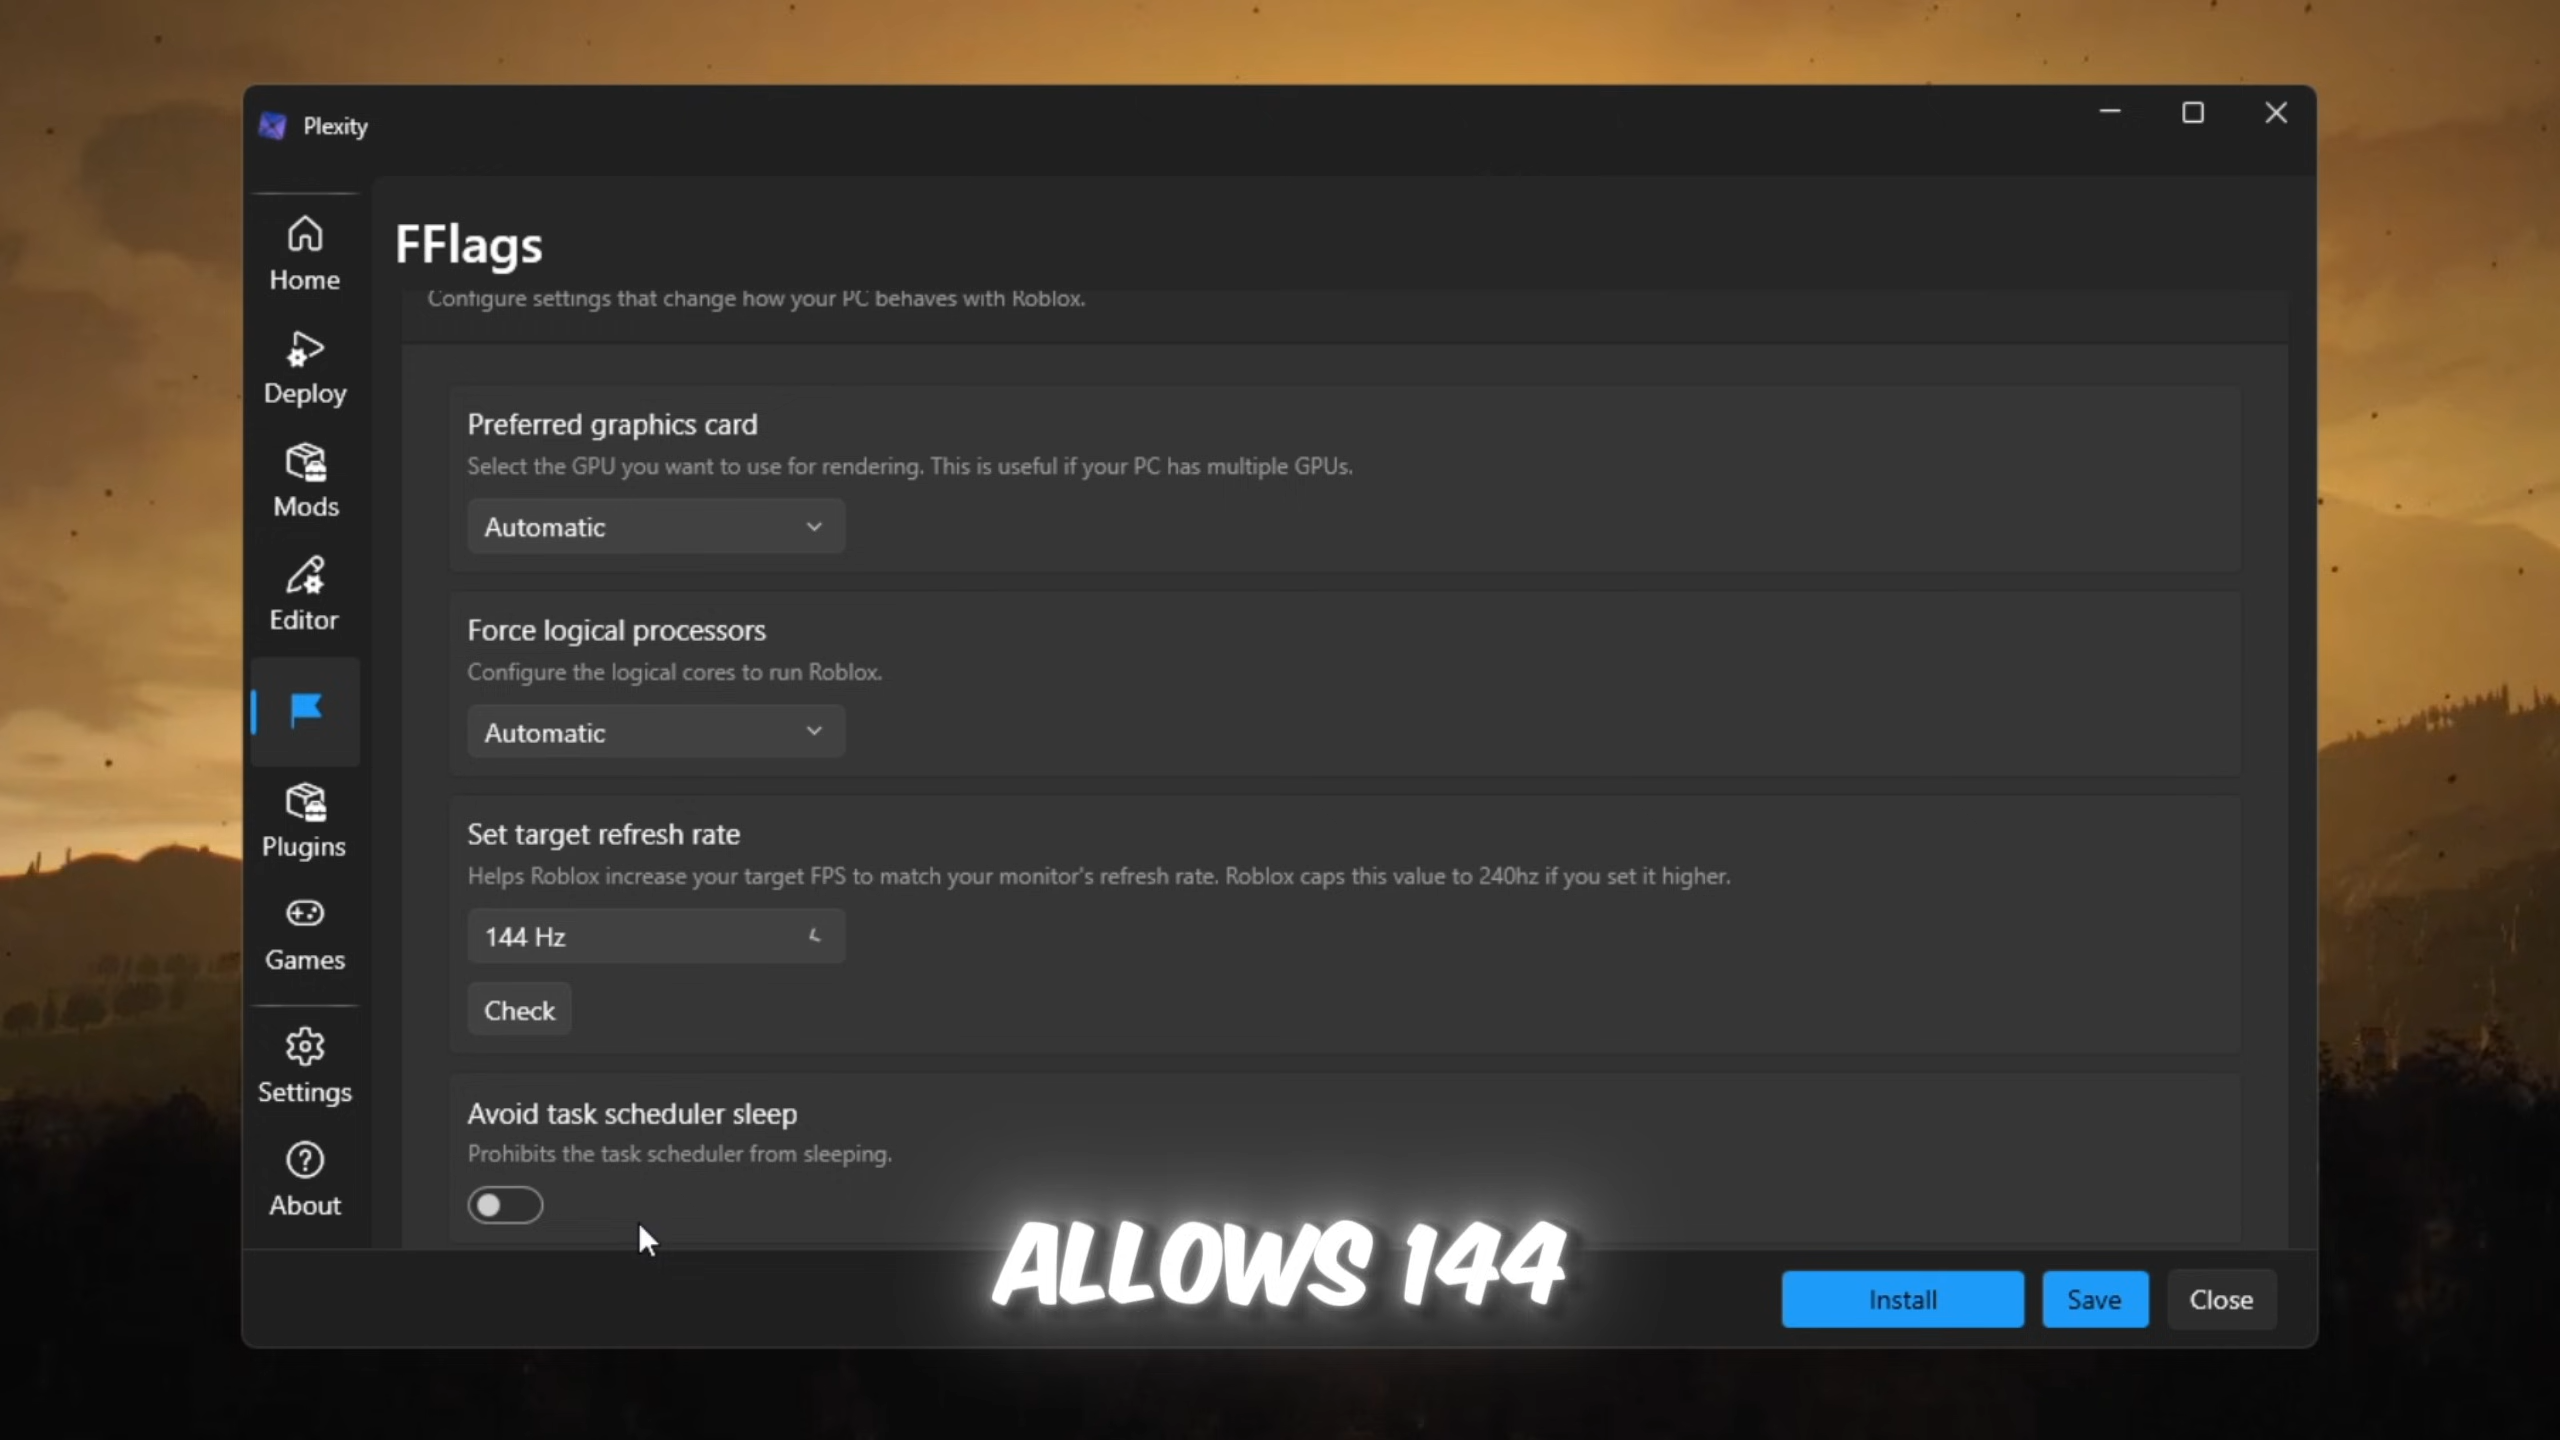 Plexity
Home
Deploy
Mods
Editor
Plugins
Games
Settings
About
FFlags
Configure settings that change how your PC behaves with Roblox.
Preferred graphics card
Select the GPU you want to use for rendering. This is useful if your PC has multiple GPUs.
Automatic
Force logical processors
Configure the logical cores to run Roblox.
Automatic
Set target refresh rate
Helps Roblox increase your target FPS to match your monitor's refresh rate. Roblox caps this value to 240hz if you set it higher.
144 Hz
Check
Avoid task scheduler sleep
Prohibits the task scheduler from sleeping.
ALLOWS 144
Install
Save
Close